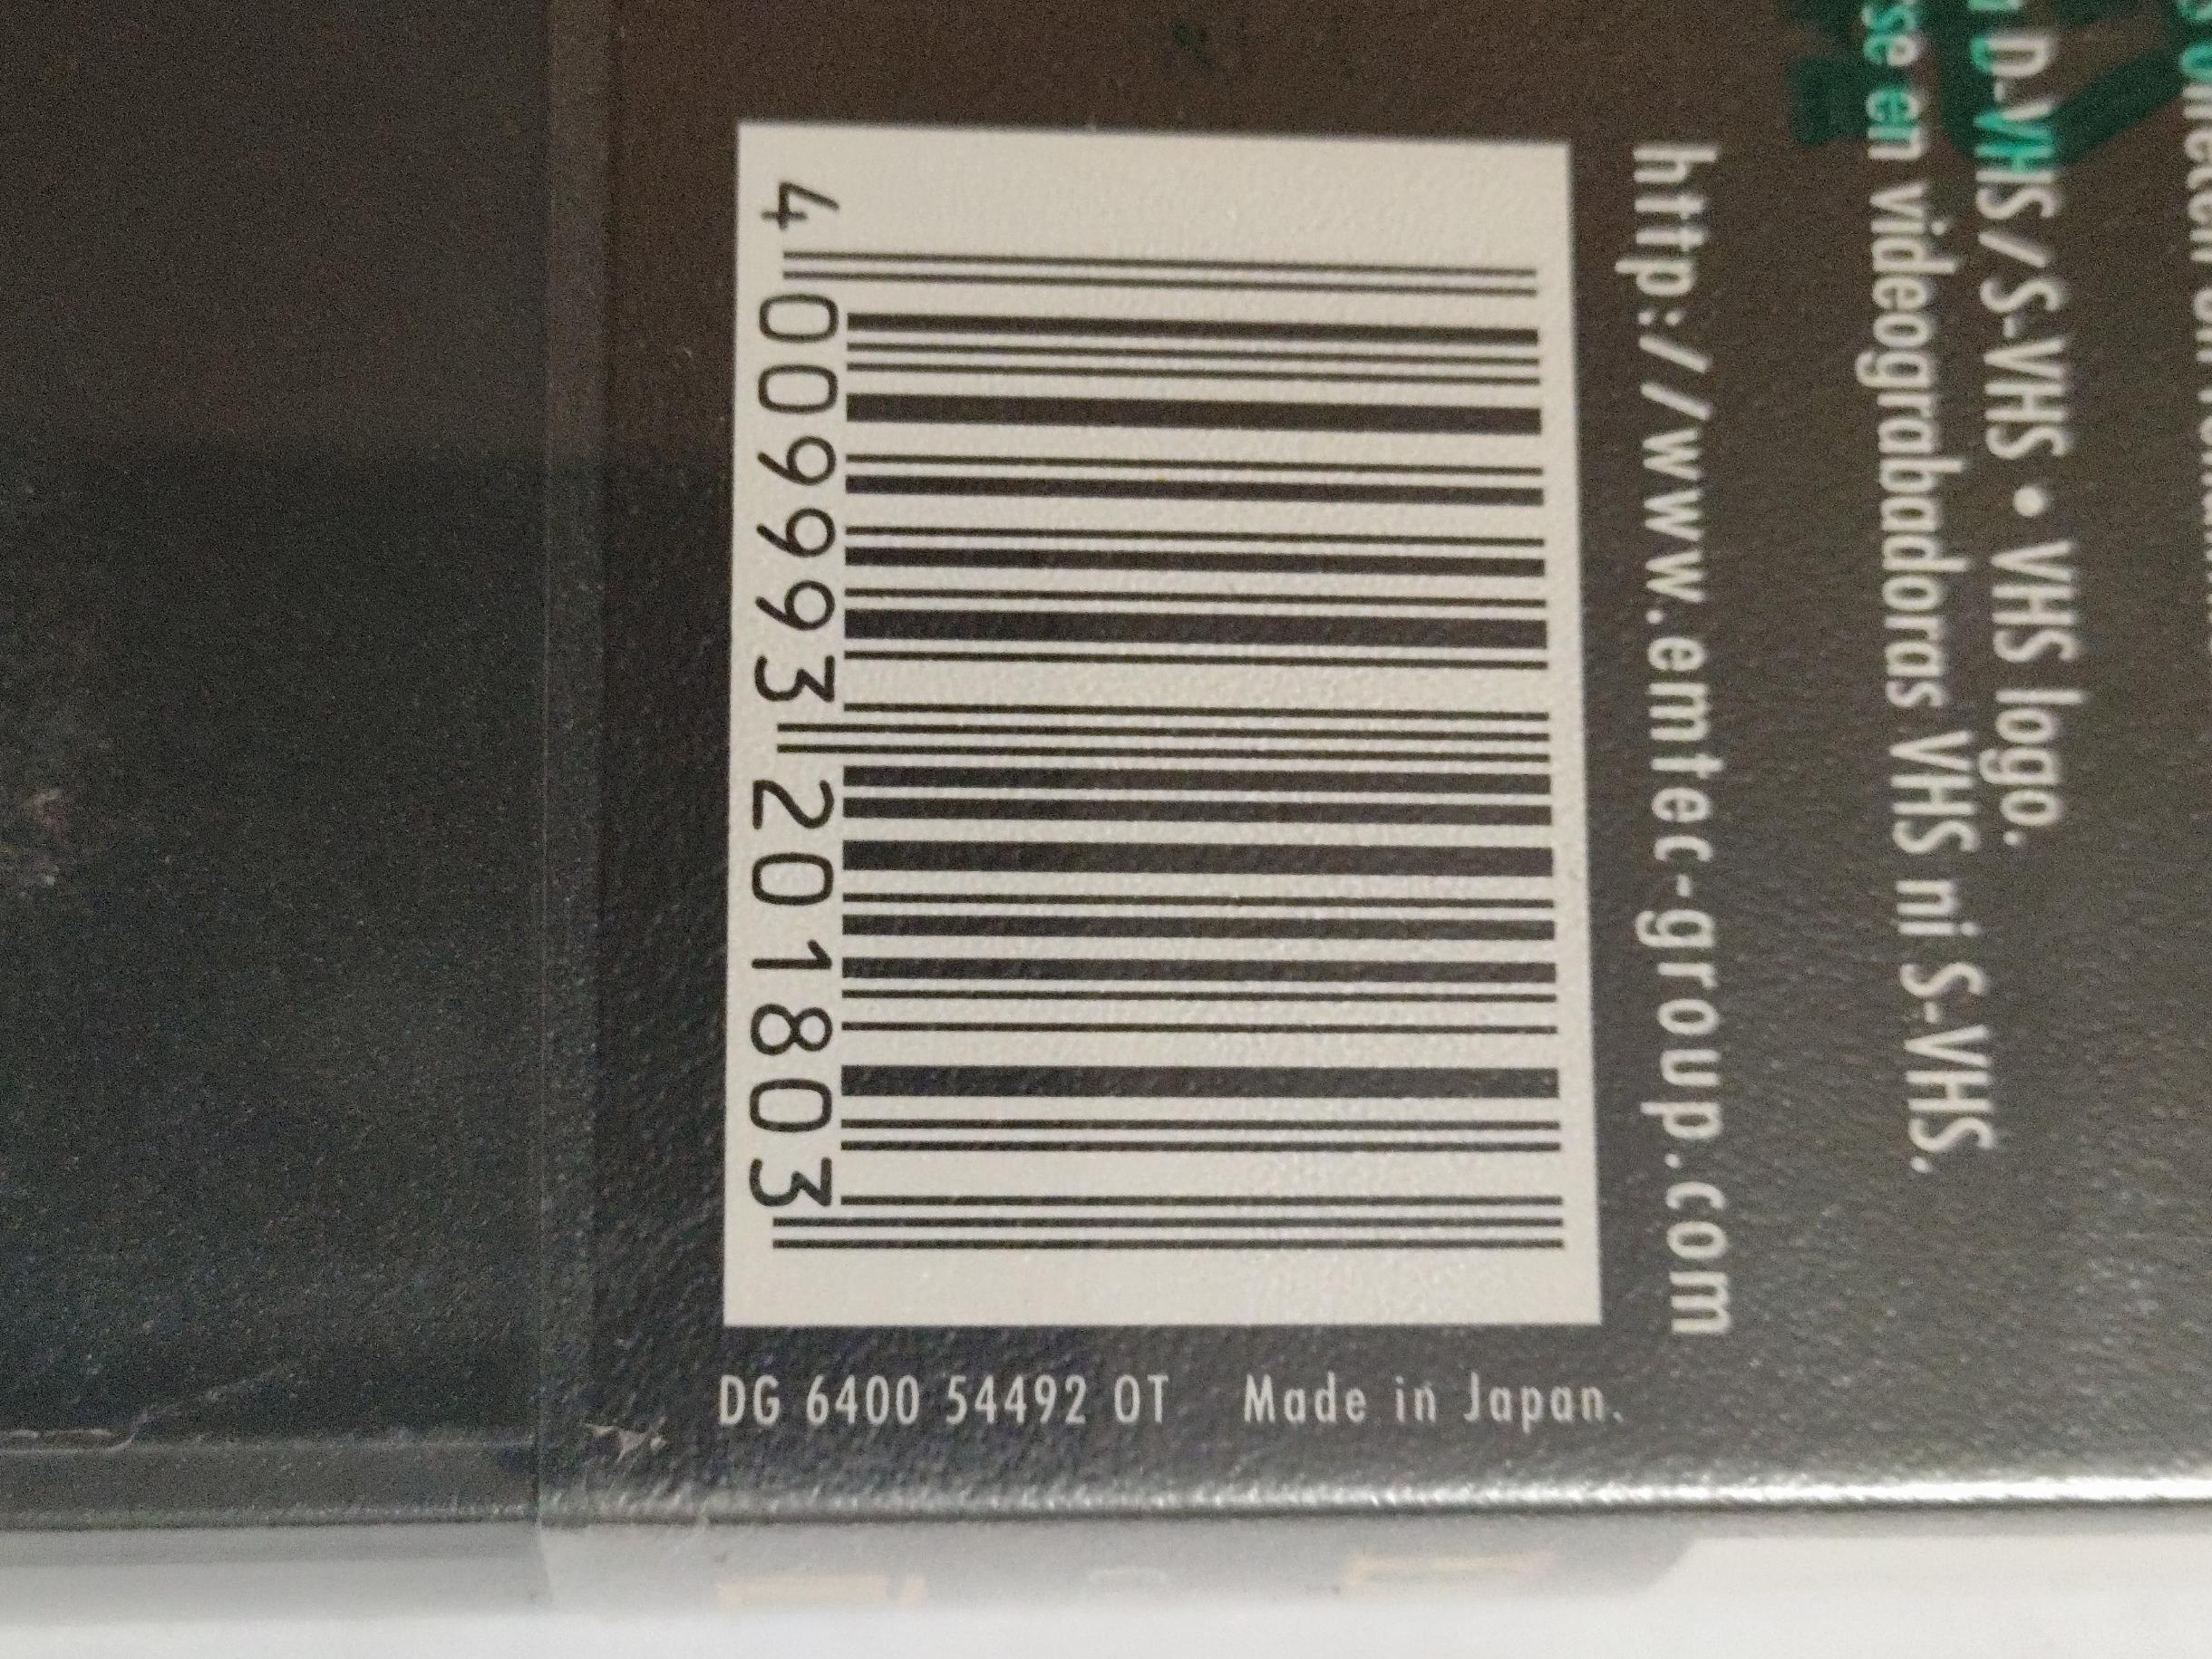 D-VHS / S-VHS • VHS logo.
en videograbadoras VHS ni S-VHS.
http://www.emtec-group.com
4 009993 201803
DG 6400 54492 OT Made in Japan.